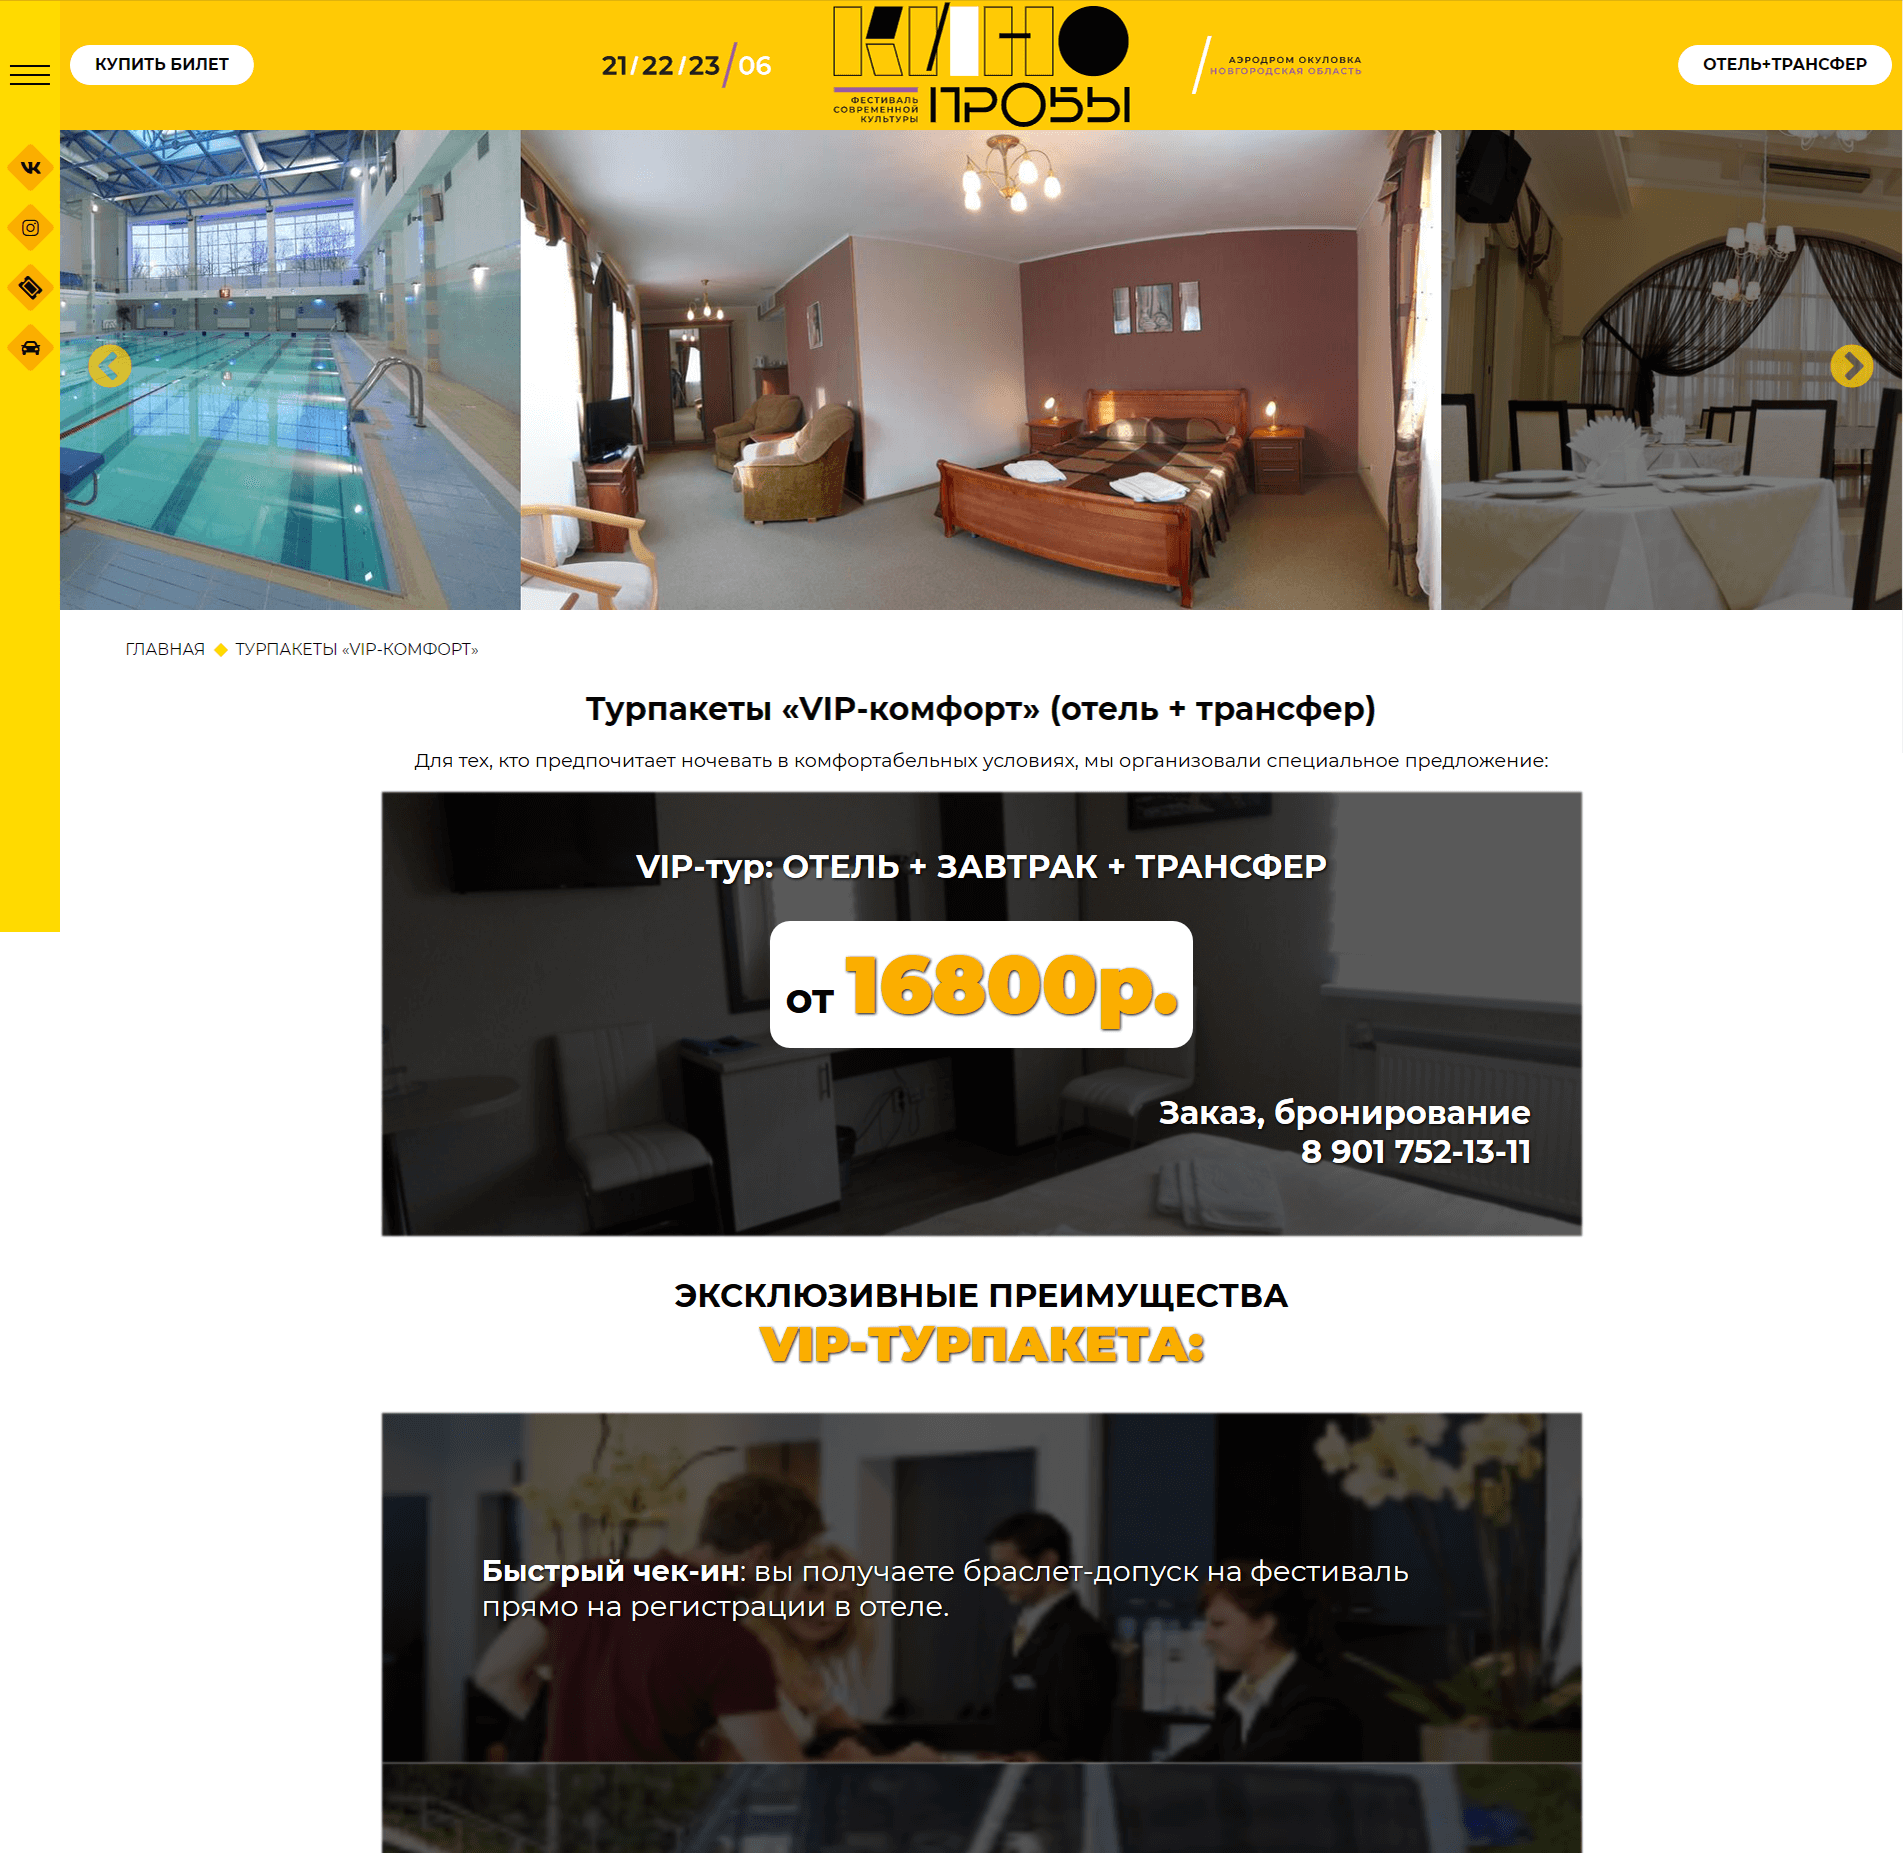 КУПИТЬ БИЛЕТ
21/22/23/06
КИНО
ПРОБЫ
ФЕСТИВАЛЬ
СОВРЕМЕННОЙ
КУЛЬТУРЫ
АЭРОДРОМ ОКУЛОВКА
НОВГОРОДСКАЯ ОБЛАСТЬ
ОТЕЛЬ+ТРАНСФЕР
ГЛАВНАЯ ТУРПАКЕТЫ «VIP-КОМФОРТ»
Турпакеты «VIP-комфорт» (отель + трансфер)
Для тех, кто предпочитает ночевать в комфортабельных условиях, мы организовали специальное предложение:
VIP-тур: ОТЕЛЬ + ЗАВТРАК + ТРАНСФЕР
от 16800р.
Заказ, бронирование
8 901 752-13-11
ЭКСКЛЮЗИВНЫЕ ПРЕИМУЩЕСТВА
VIP-ТУРПАКЕТА:
Быстрый чек-ин: вы получаете браслет-допуск на фестиваль
прямо на регистрации в отеле.